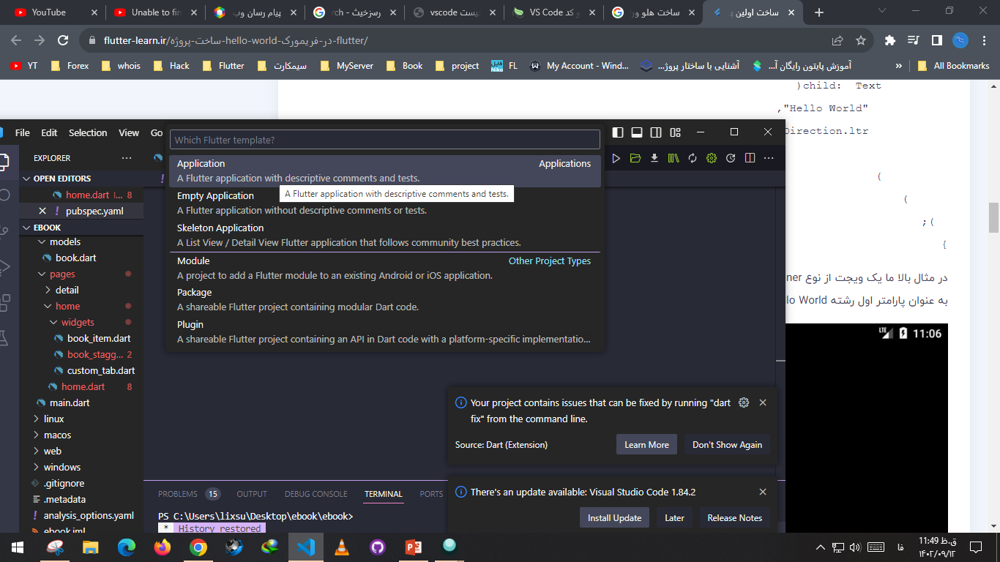 YouTube
Unable to fin
پیام رسان وب
رسزخیث - rch
vscode نیست
و کد VS Code
ساخت هلو ورا
ساخت اولین پ
flutter-learn.ir/ساخت-پروژه-hello-world-در-فریمورک-flutter/
YT
Forex
whois
Hack
Flutter
سیمکارت
MyServer
Book
project
FL
My Account - Wind...
آشنایی با ساختار پروژ...
آموزش پایتون رایگان آ...
»
All Bookmarks
)child: Text
,"Hello World"
Direction.ltr
(
(
;(
{
در مثال بالا ما یک ویجت از نوع ner
به عنوان پارامتر اول رشته lo World
LTE 11:06
File Edit Selection View Go
Which Flutter template?
Application
Applications
A Flutter application with descriptive comments and tests.
A Flutter application with descriptive comments and tests.
Empty Application
A Flutter application without descriptive comments or tests.
Skeleton Application
A List View / Detail View Flutter application that follows community best practices.
Module
Other Project Types
A project to add a Flutter module to an existing Android or iOS application.
Package
A shareable Flutter project containing modular Dart code.
Plugin
A shareable Flutter project containing an API in Dart code with a platform-specific implementatio...
EXPLORER
OPEN EDITORS
home.dart l... 8
pubspec.yaml
EBOOK
models
book.dart
pages
detail
home
widgets
book_item.dart
book_stagg... 2
custom_tab.dart
home.dart 8
main.dart
linux
macos
web
windows
.gitignore
.metadata
analysis_options.yaml
ebook.iml
Your project contains issues that can be fixed by running "dart
fix" from the command line.
Source: Dart (Extension)
Learn More
Don't Show Again
There's an update available: Visual Studio Code 1.84.2
Install Update
Later
Release Notes
PROBLEMS 15 OUTPUT DEBUG CONSOLE TERMINAL PORTS
PS C:\Users\lixsu\Desktop\ebook\ebook>
* History restored
فا
11:49 ق.ظ
۱۴۰۲/۰۹/۱۲